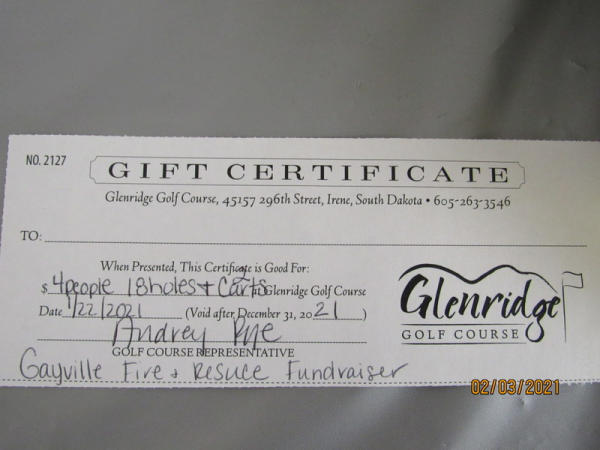 NO. 2127
GIFT CERTIFICATE
Glenridge Golf Course, 45157 296th Street, Irene, South Dakota • 605-263-3546
TO:
When Presented, This Certificate is Good For:
$ 4people 18holes + 2 Carts Glenridge Golf Course
Date 1/22/2021 (Void after December 31, 2021)
GOLF COURSE REPRESENTATIVE
Gayville Fire + Resuce Fundraiser
Glenridge
GOLF COURSE
02/03/2021